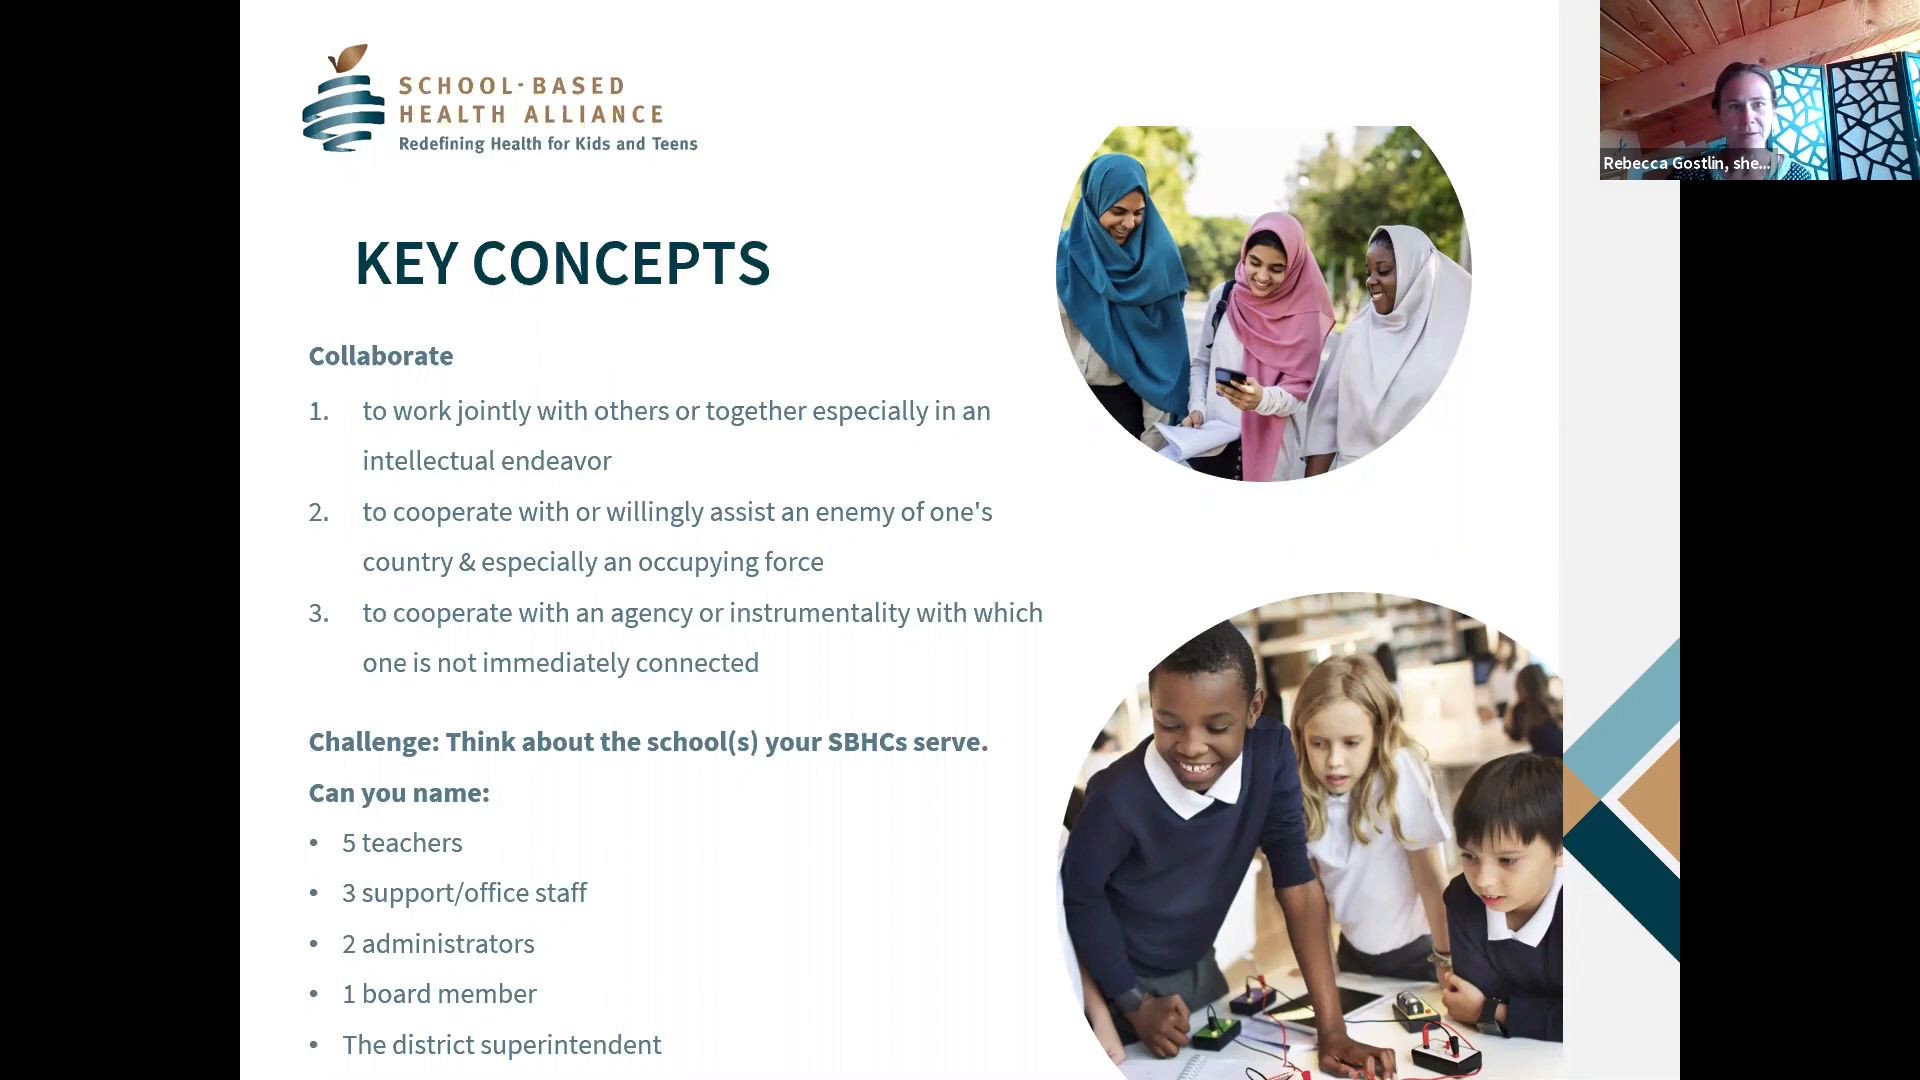 SCHOOL-BASED
HEALTH ALLIANCE
Redefining Health for Kids and Teens
Rebecca Gostlin, she...
KEY CONCEPTS
Collaborate
1. to work jointly with others or together especially in an
intellectual endeavor
2. to cooperate with or willingly assist an enemy of one's
country & especially an occupying force
3. to cooperate with an agency or instrumentality with which
one is not immediately connected
Challenge: Think about the school(s) your SBHCs serve.
Can you name:
• 5 teachers
• 3 support/office staff
• 2 administrators
• 1 board member
• The district superintendent